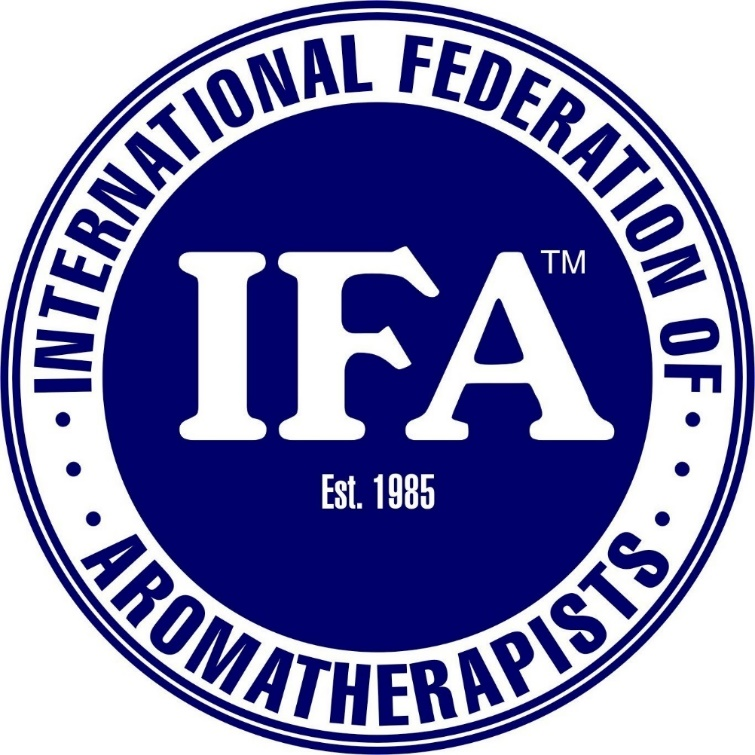 INTERNATIONAL FEDERATION OF
IFA™
Est. 1985
AROMATHERAPISTS